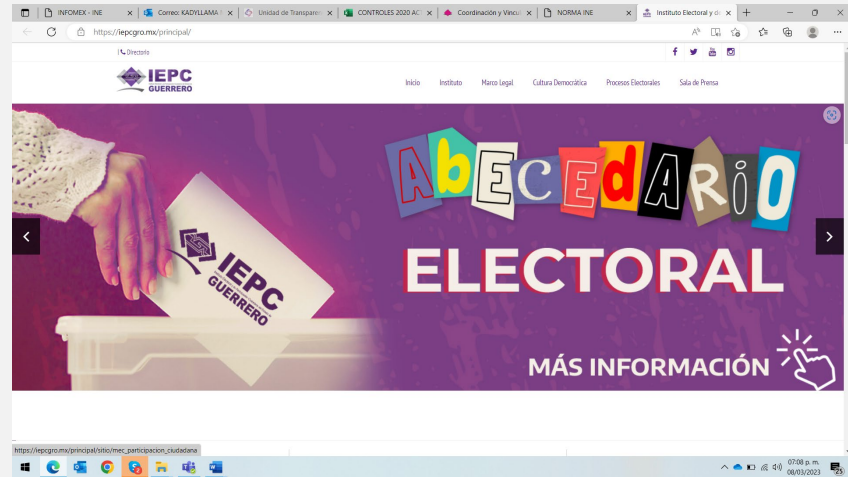 INFOMEX - INE
Correo: KADYLLAMA
Unidad de Transparen
CONTROLES 2020 AC
Coordinación y Vincul
NORMA INE
Instituto Electoral y de
https://iepcgro.mx/principal/
Directorio
IEPC
GUERRERO
Inicio
Instituto
Marco Legal
Cultura Democrática
Procesos Electorales
Sala de Prensa
AbECEdARiO
ELECTORAL
IEPC
GUERRERO
MÁS INFORMACIÓN
https://iepcgro.mx/principal/sitio/mec_participacion_ciudadana
07:08 p. m.
08/03/2023
25